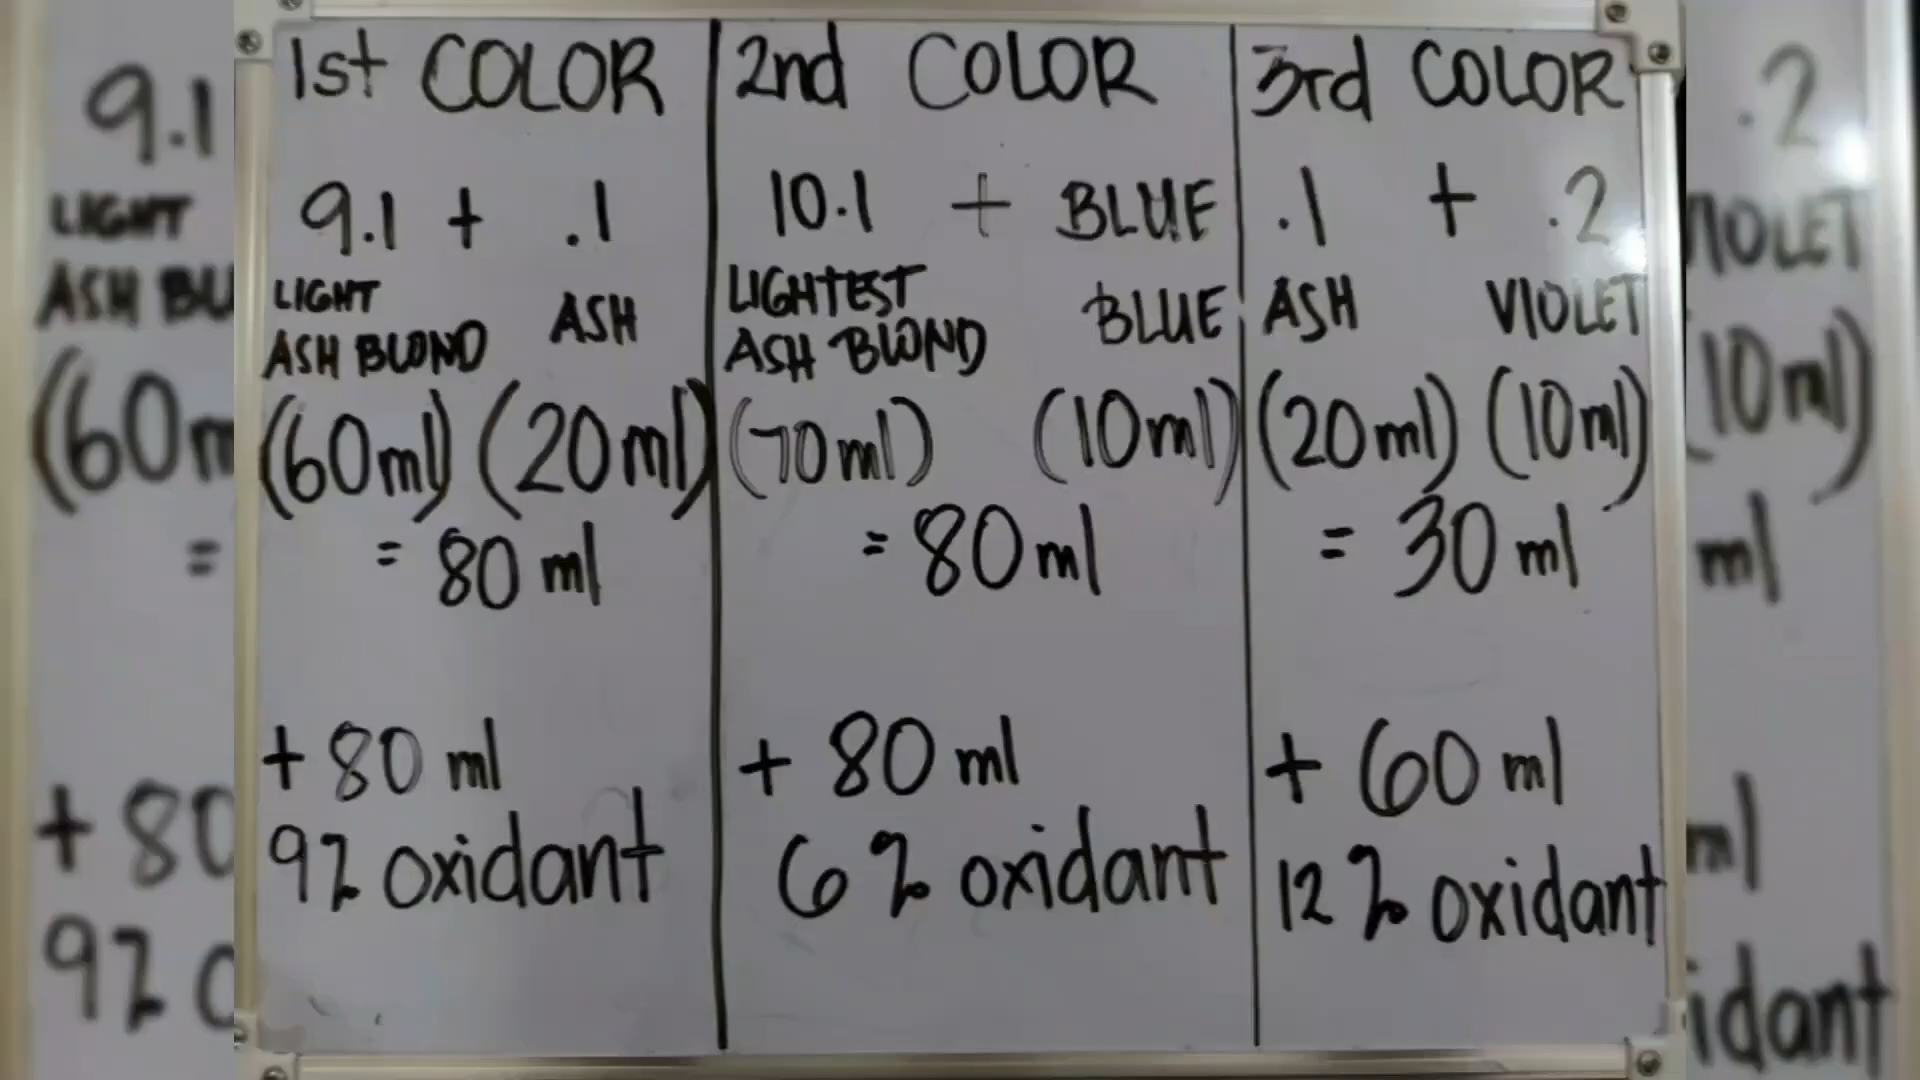 1st COLOR
9.1 + .1
LIGHT
ASH BLOND
ASH
(60ml) (20ml)
= 80 ml
+ 80 ml
9% oxidant
2nd COLOR
10.1 + BLUE
LIGHTEST
ASH BLOND
BLUE
(70ml) (10ml)
= 80 ml
+ 80 ml
6% oxidant
3rd COLOR
.1 + .2
ASH VIOLET
(20ml) (10ml)
= 30 ml
+ 60 ml
12% oxidant